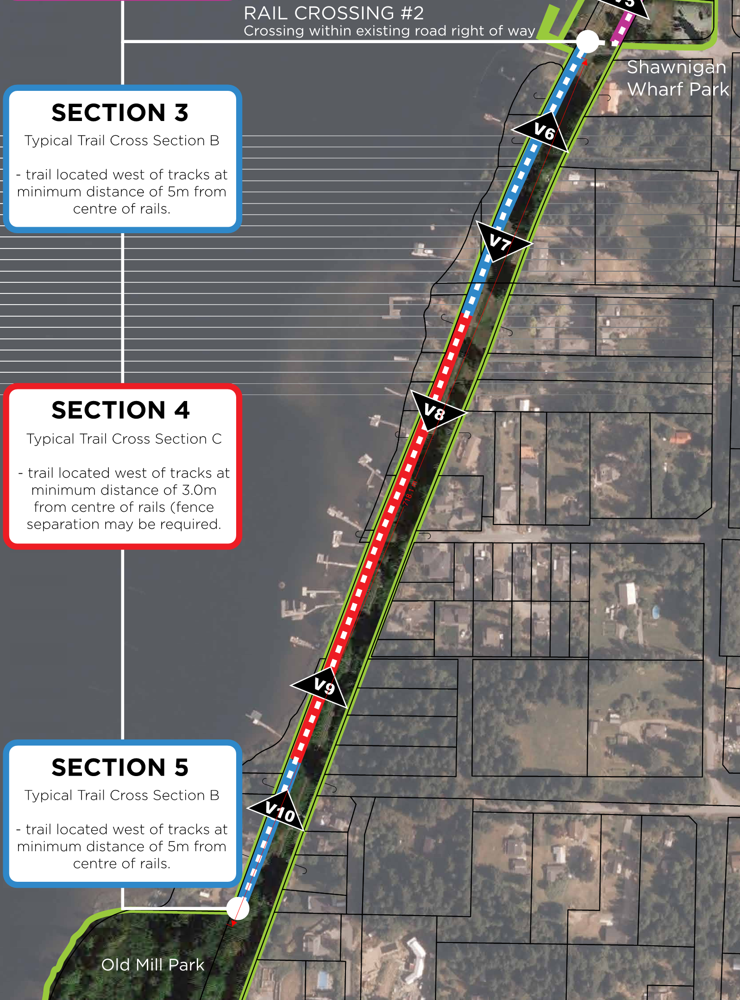 V5
RAIL CROSSING #2
Crossing within existing road right of way
Shawnigan
Wharf Park
SECTION 3
Typical Trail Cross Section B
- trail located west of tracks at
minimum distance of 5m from
centre of rails.
V6
V7
SECTION 4
Typical Trail Cross Section C
- trail located west of tracks at
minimum distance of 3.0m
from centre of rails (fence
separation may be required.
V8
718.1 m
V9
SECTION 5
Typical Trail Cross Section B
- trail located west of tracks at
minimum distance of 5m from
centre of rails.
V10
Old Mill Park